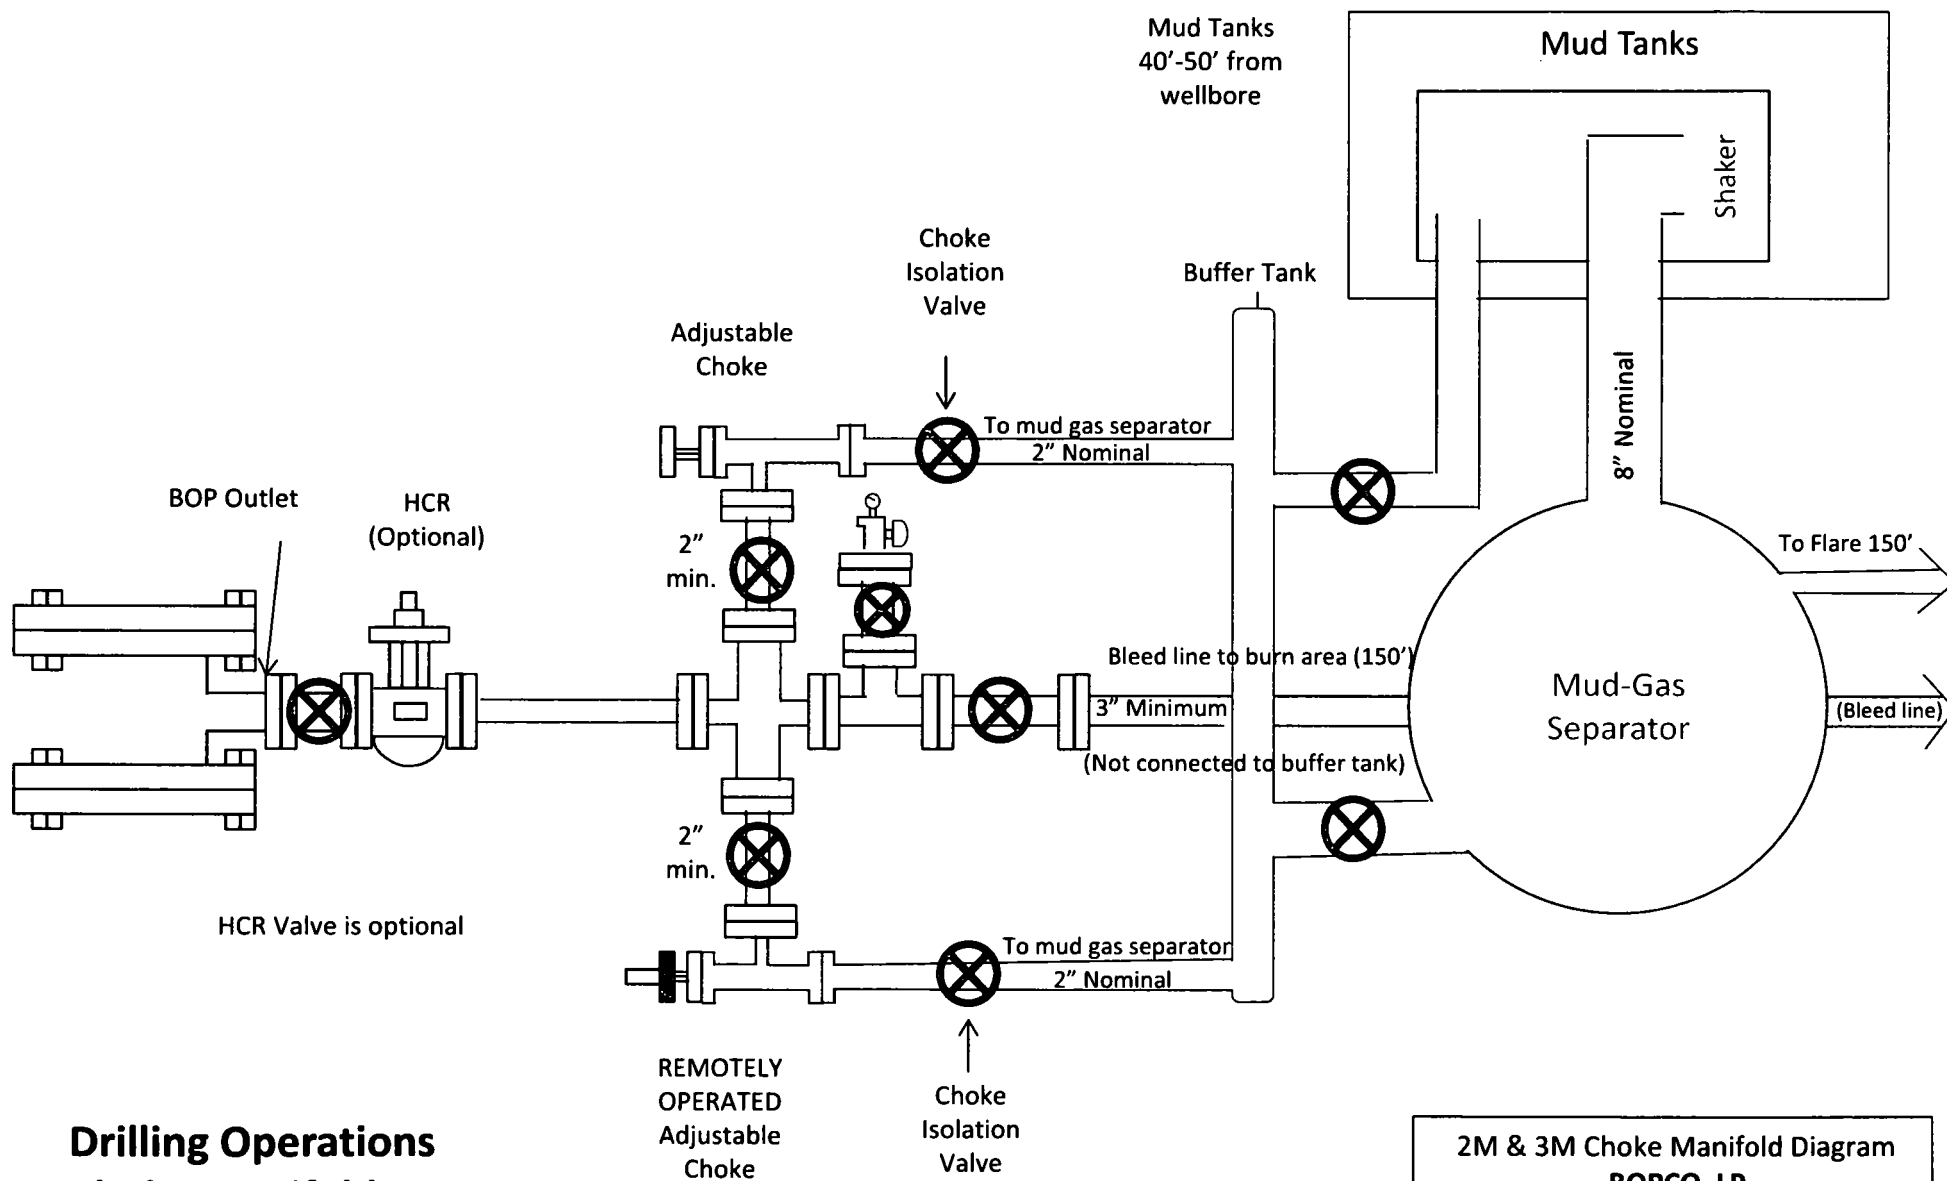 Mud Tanks
40’-50’ from
wellbore
Mud Tanks
Shaker
Choke
Isolation
Valve
Buffer Tank
Adjustable
Choke
8” Nominal
To mud gas separator
2” Nominal
BOP Outlet
HCR
(Optional)
2”
min.
To Flare 150’
Bleed line to burn area (150’)
3” Minimum
(Not connected to buffer tank)
Mud-Gas
Separator
(Bleed line)
2”
min.
HCR Valve is optional
To mud gas separator
2” Nominal
REMOTELY
OPERATED
Adjustable
Choke
Choke
Isolation
Valve
Drilling Operations
2M & 3M Choke Manifold Diagram